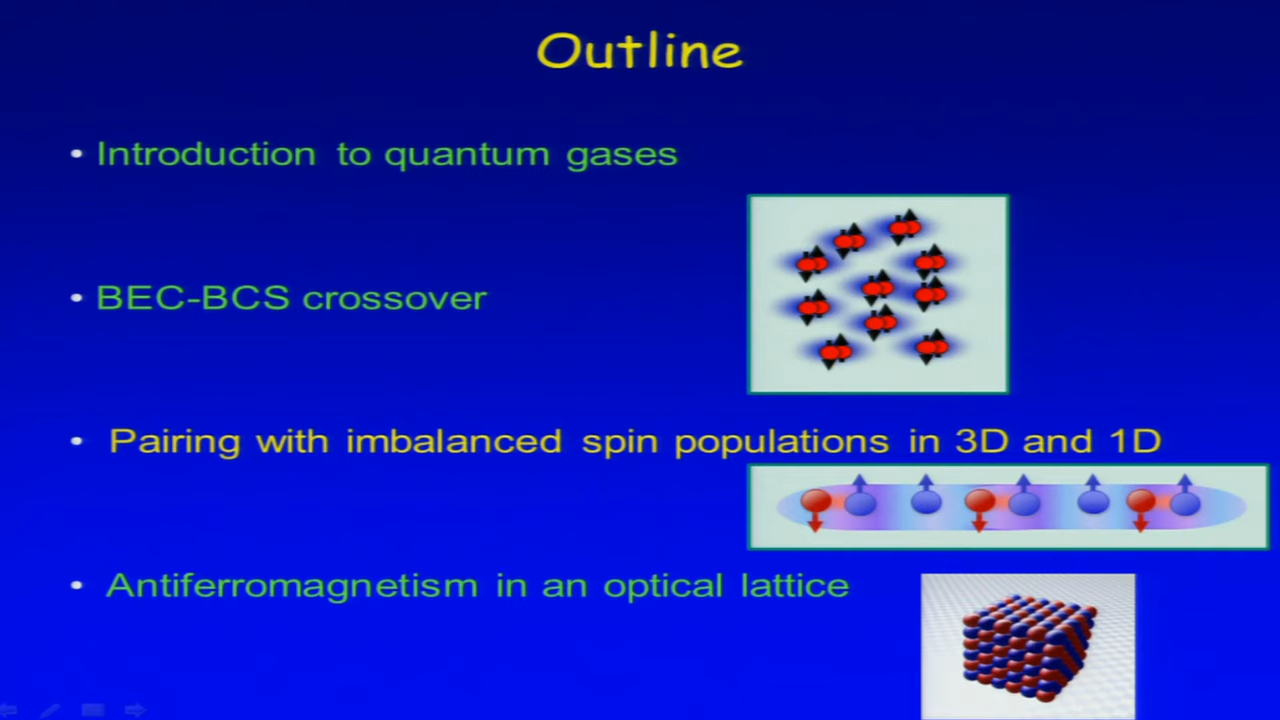 Outline
• Introduction to quantum gases
• BEC-BCS crossover
• Pairing with imbalanced spin populations in 3D and 1D
• Antiferromagnetism in an optical lattice